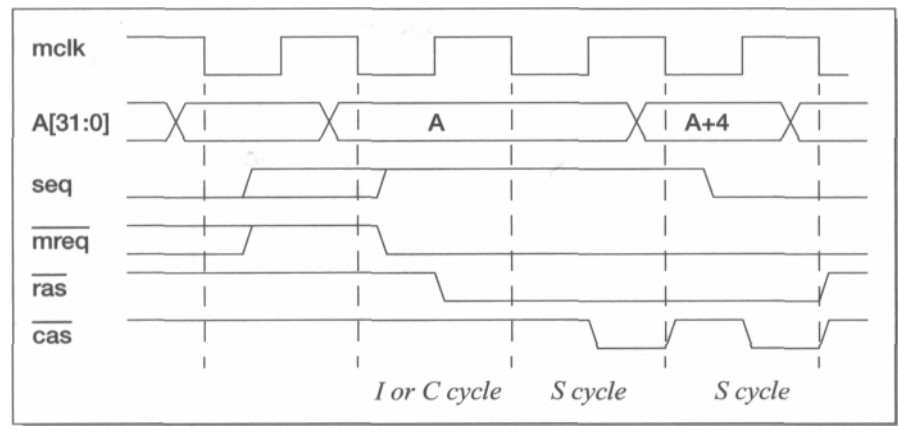 mclk
A[31:0] A A+4
seq
mreq
ras
cas
I or C cycle S cycle S cycle